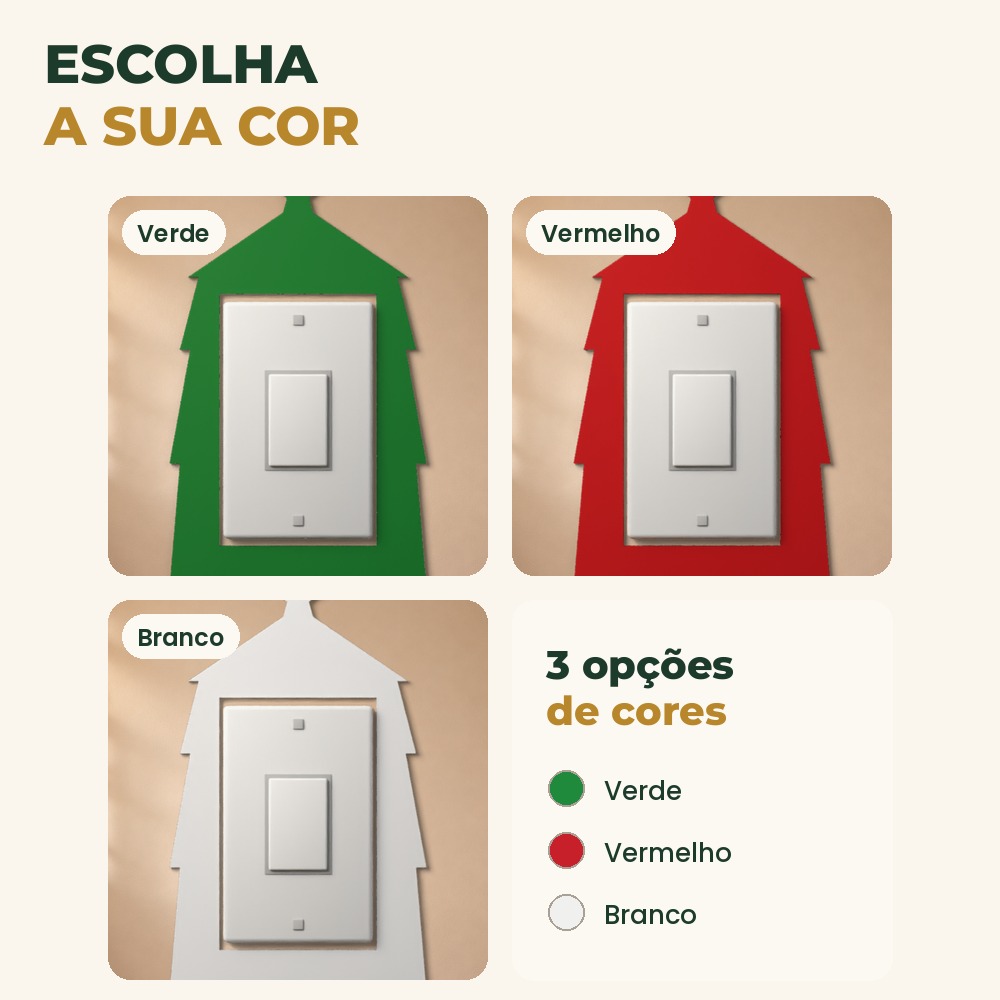 ESCOLHA
A SUA COR
Verde
Vermelho
Branco
3 opções
de cores
Verde
Vermelho
Branco